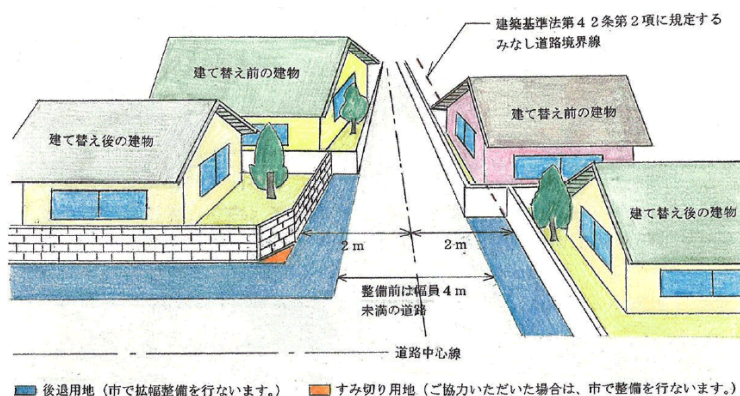 建築基準法第４２条第２項に規定する
みなし道路境界線
建て替え前の建物
建て替え前の建物
建て替え後の建物
建て替え後の建物
２ｍ
２ｍ
整備前は幅員４ｍ
未満の道路
道路中心線
後退用地（市で拡幅整備を行ないます。）
すみ切り用地（ご協力いただいた場合は、市で整備を行ないます。）